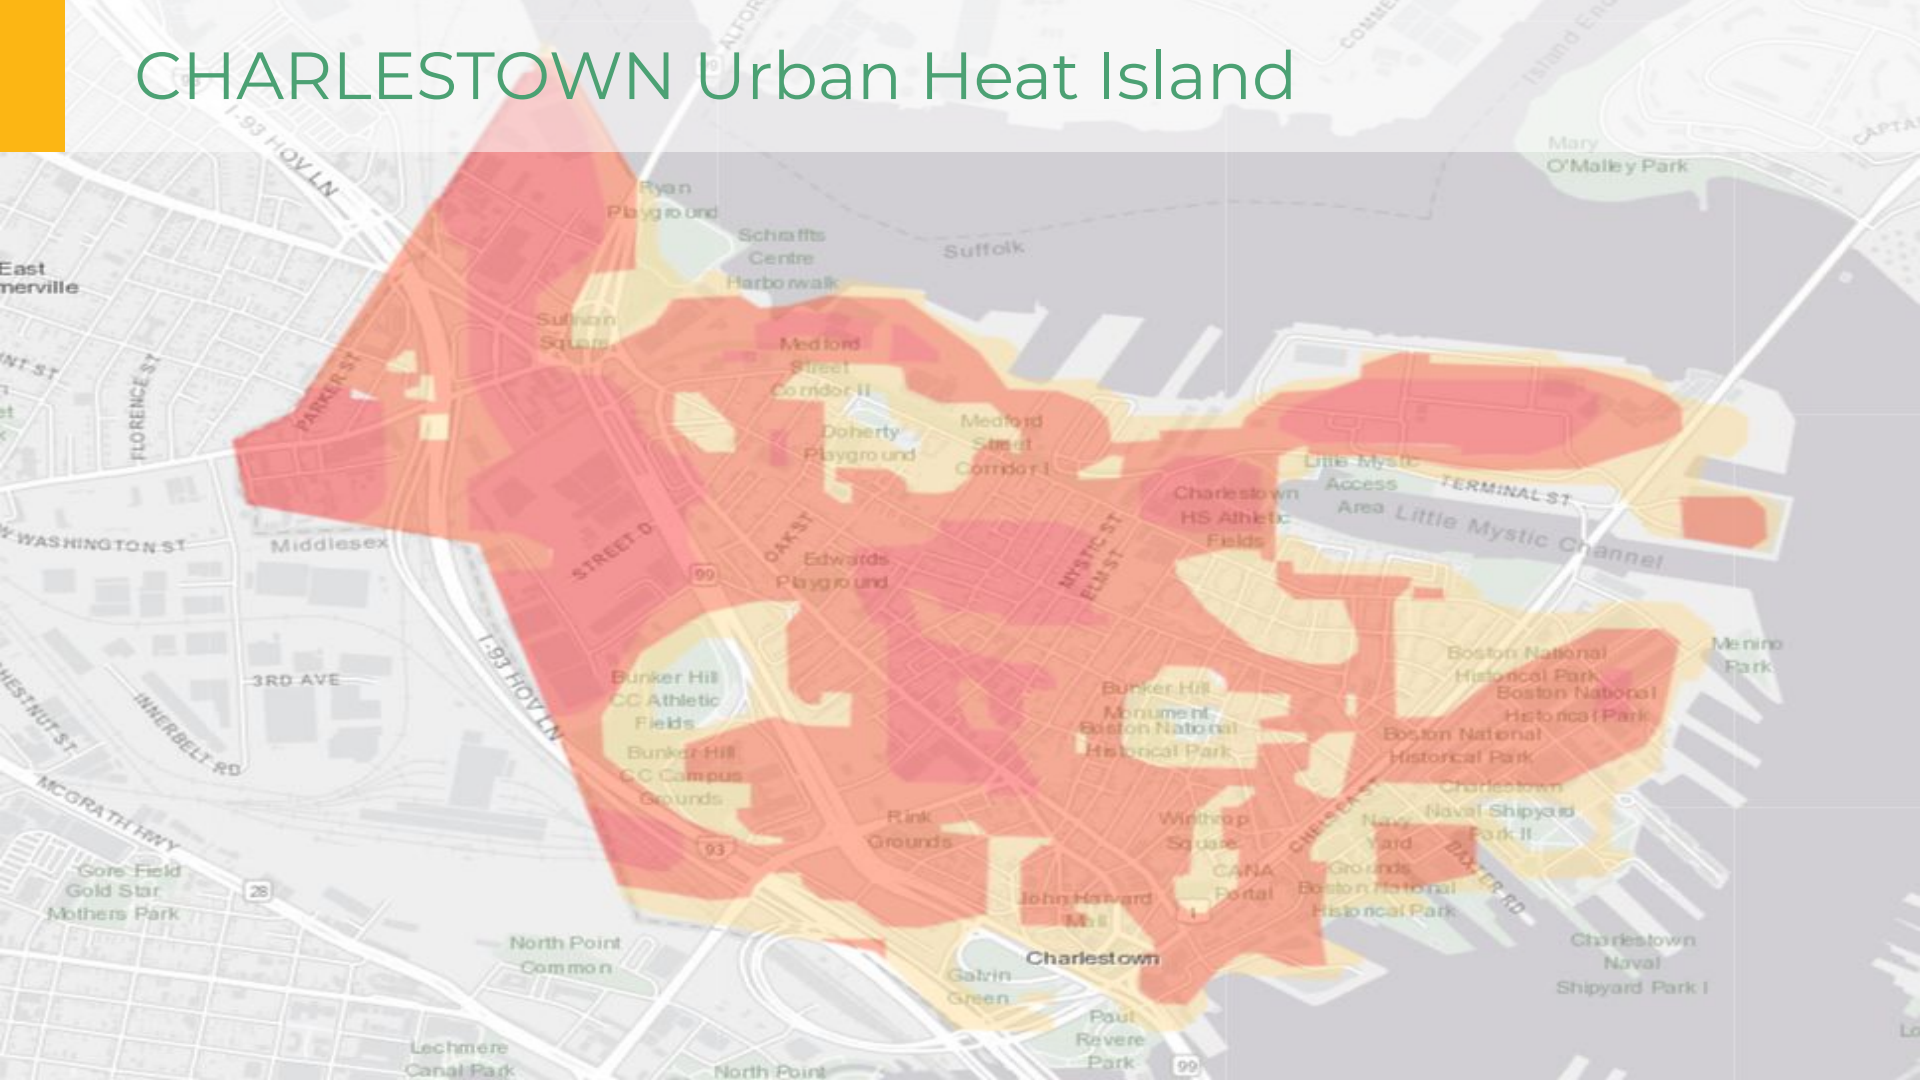 CHARLESTOWN Urban Heat Island
I-93 HOV LN
Mary
O'Malley Park
Ryan
Playground
Schraffts
Centre
Harborwalk
Suffolk
East
merville
Sullivan
Square
Medford
Street
Corridor II
PARKER ST
FLORENCE ST
Doherty
Playground
Medford
Street
Corridor I
Little Mystic
Access
Area
TERMINAL ST
Little Mystic Channel
Charlestown
HS Athletic
Fields
WASHINGTON ST
Middlesex
STREET D
OAK ST
MYSTIC ST
ELM ST
99
Edwards
Playground
3RD AVE
INNERBELT RD
I-93 HOV LN
Bunker Hill
CC Athletic
Fields
Bunker Hill
CC Campus
Grounds
Bunker Hill
Monument
Boston National
Historical Park
Boston National
Historical Park
Boston National
Historical Park
Boston National
Historical Park
Menino
Park
MCGRATH HWY
Rink
Grounds
Winthrop
Square
CHELSEA ST
Charlestown
Naval Shipyard
Park II
Navy
Yard
Grounds
Boston National
Historical Park
BAXTER RD
93
CANA
Portal
John Harvard
Mall
Gore Field
Gold Star
Mothers Park
28
North Point
Common
Charlestown
Galvin
Green
Charlestown
Naval
Shipyard Park I
Paul
Revere
Park
99
Lechmere
Canal Park
North Point